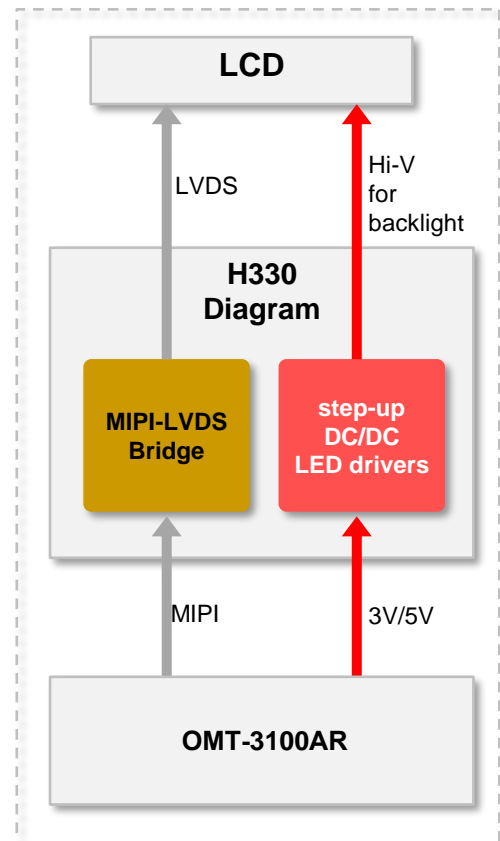 LCD
LVDS
Hi-V
for
backlight
H330
Diagram
MIPI-LVDS
Bridge
step-up
DC/DC
LED drivers
MIPI
3V/5V
OMT-3100AR